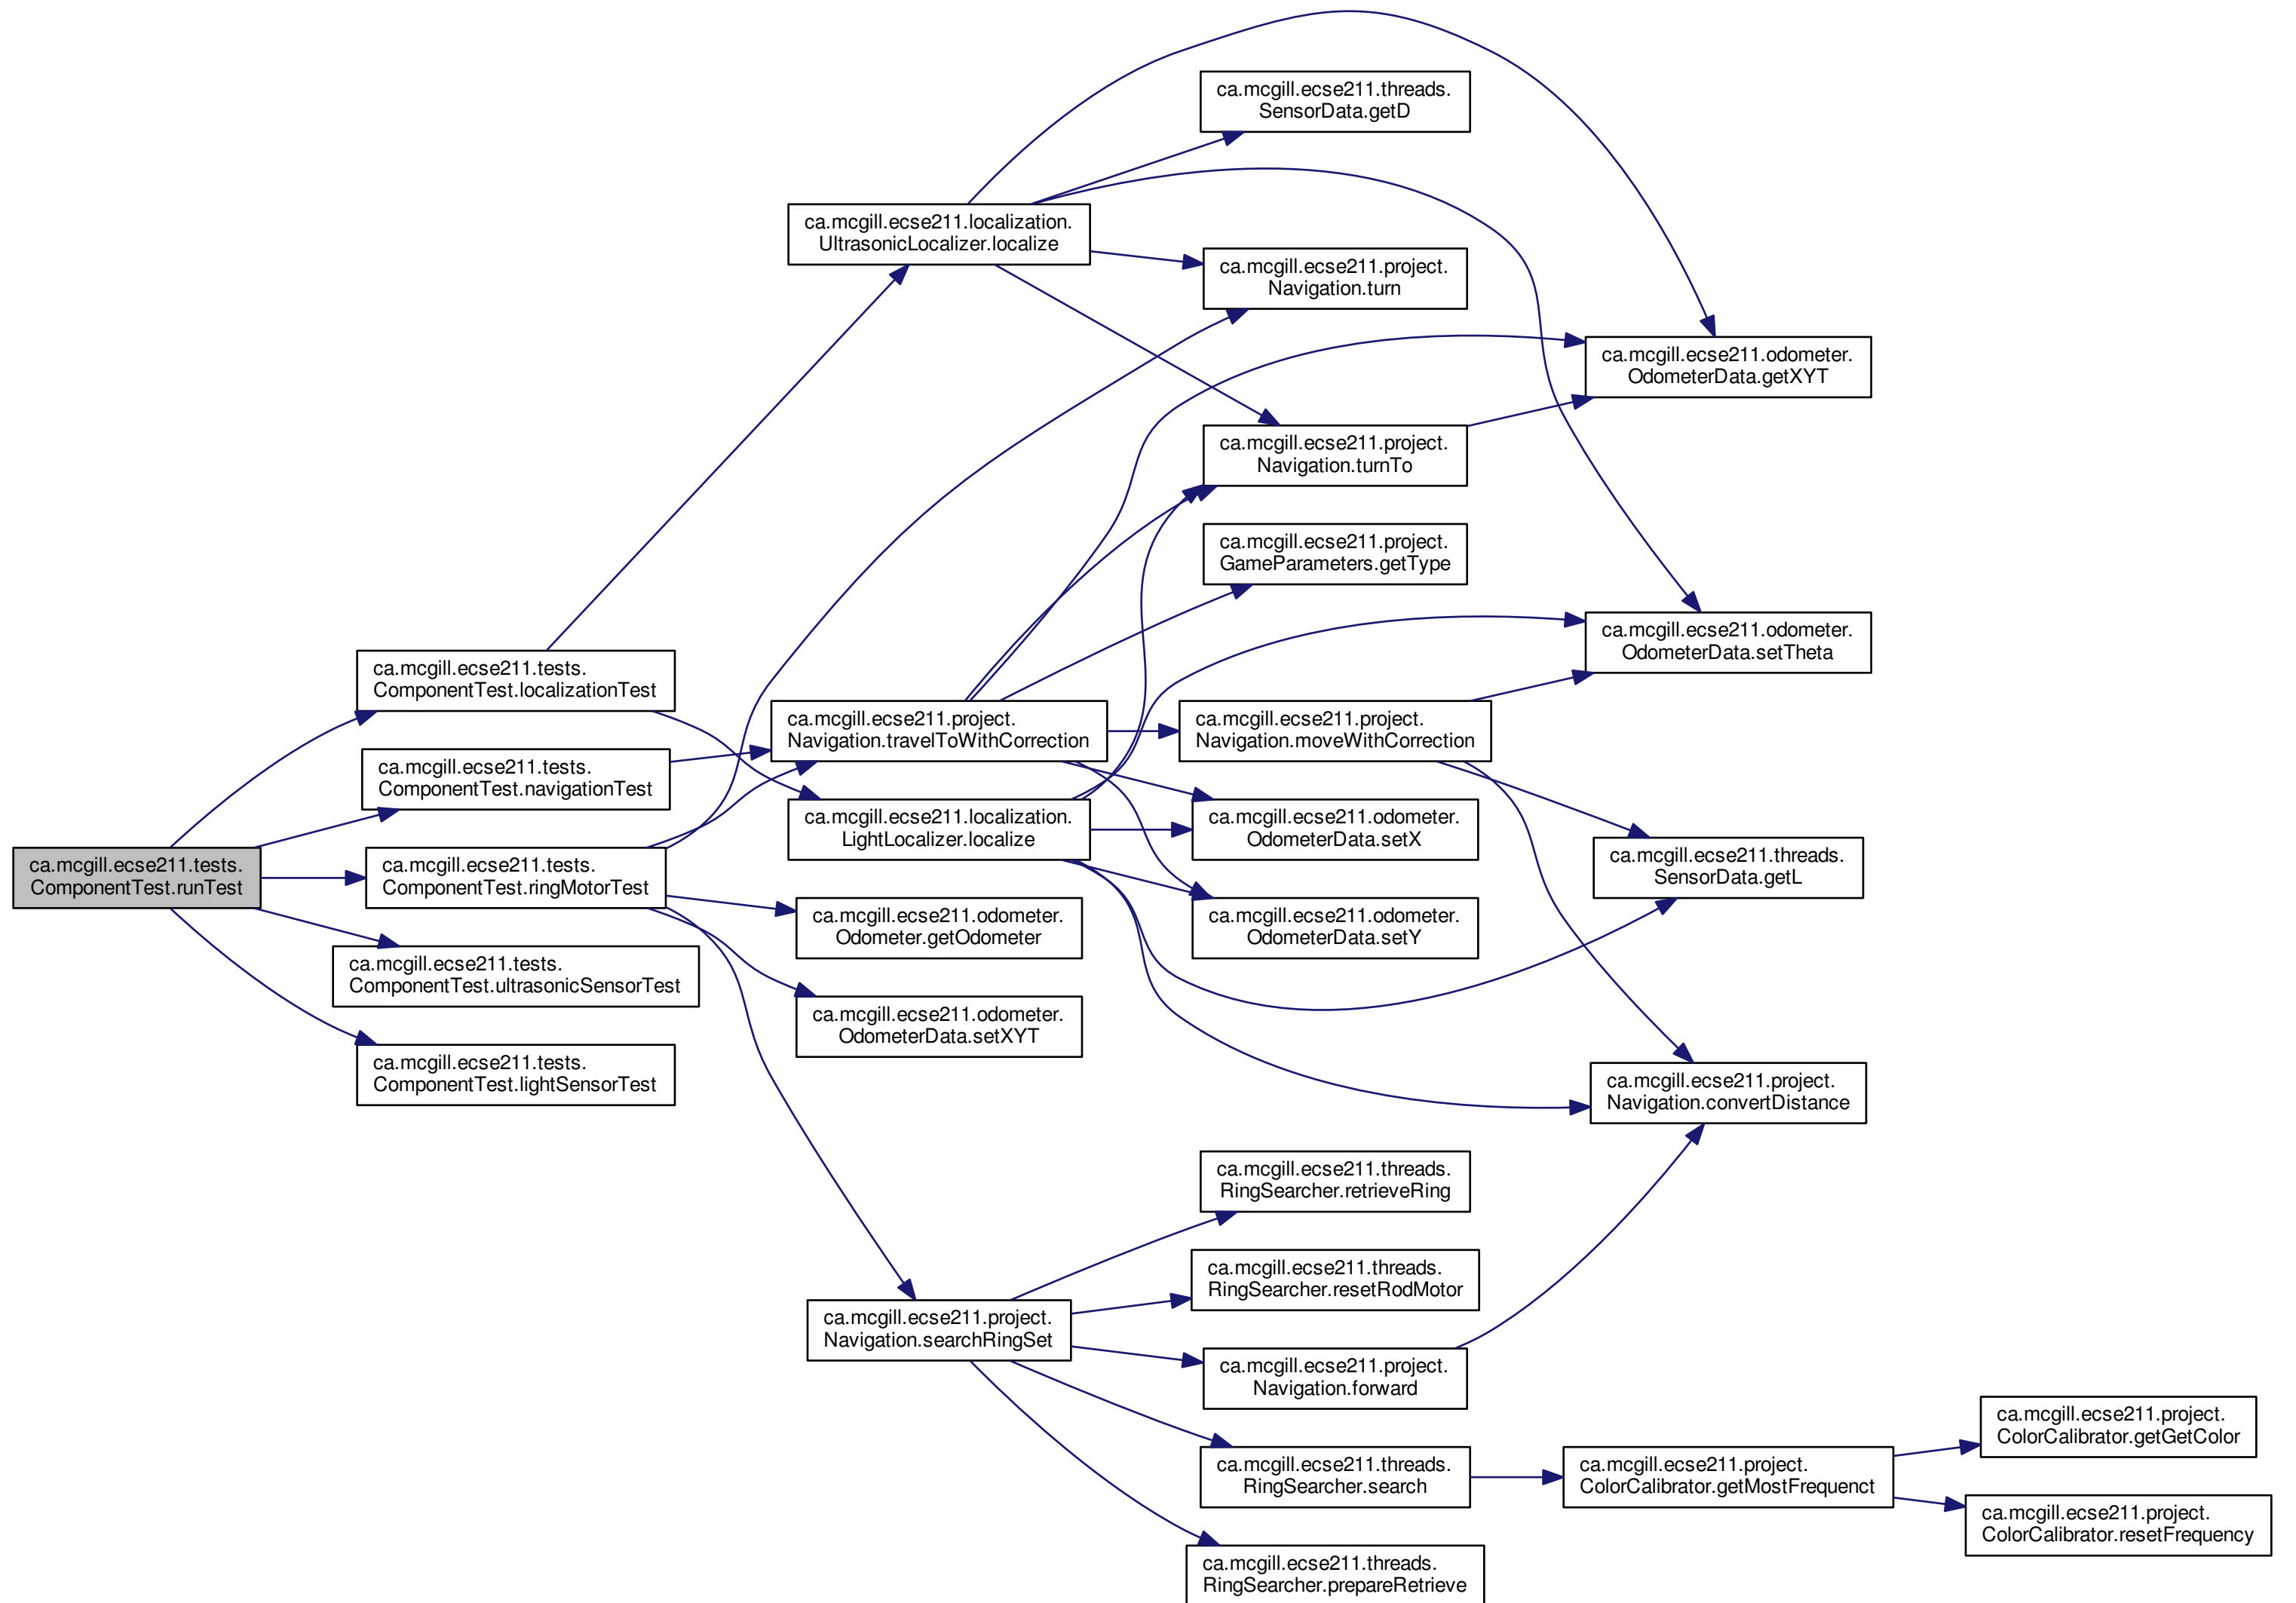 ca.mcgill.ecse211.threads.
SensorData.getD
ca.mcgill.ecse211.localization.
UltrasonicLocalizer.localize
ca.mcgill.ecse211.project.
Navigation.turn
ca.mcgill.ecse211.odometer.
OdometerData.getXYT
ca.mcgill.ecse211.project.
Navigation.turnTo
ca.mcgill.ecse211.project.
GameParameters.getType
ca.mcgill.ecse211.odometer.
OdometerData.setTheta
ca.mcgill.ecse211.tests.
ComponentTest.localizationTest
ca.mcgill.ecse211.project.
Navigation.travelToWithCorrection
ca.mcgill.ecse211.project.
Navigation.moveWithCorrection
ca.mcgill.ecse211.tests.
ComponentTest.navigationTest
ca.mcgill.ecse211.localization.
LightLocalizer.localize
ca.mcgill.ecse211.odometer.
OdometerData.setX
ca.mcgill.ecse211.threads.
SensorData.getL
ca.mcgill.ecse211.tests.
ComponentTest.runTest
ca.mcgill.ecse211.tests.
ComponentTest.ringMotorTest
ca.mcgill.ecse211.odometer.
Odometer.getOdometer
ca.mcgill.ecse211.odometer.
OdometerData.setY
ca.mcgill.ecse211.tests.
ComponentTest.ultrasonicSensorTest
ca.mcgill.ecse211.odometer.
OdometerData.setXYT
ca.mcgill.ecse211.tests.
ComponentTest.lightSensorTest
ca.mcgill.ecse211.project.
Navigation.convertDistance
ca.mcgill.ecse211.threads.
RingSearcher.retrieveRing
ca.mcgill.ecse211.threads.
RingSearcher.resetRodMotor
ca.mcgill.ecse211.project.
Navigation.searchRingSet
ca.mcgill.ecse211.project.
Navigation.forward
ca.mcgill.ecse211.project.
ColorCalibrator.getGetColor
ca.mcgill.ecse211.threads.
RingSearcher.search
ca.mcgill.ecse211.project.
ColorCalibrator.getMostFrequenct
ca.mcgill.ecse211.project.
ColorCalibrator.resetFrequency
ca.mcgill.ecse211.threads.
RingSearcher.prepareRetrieve